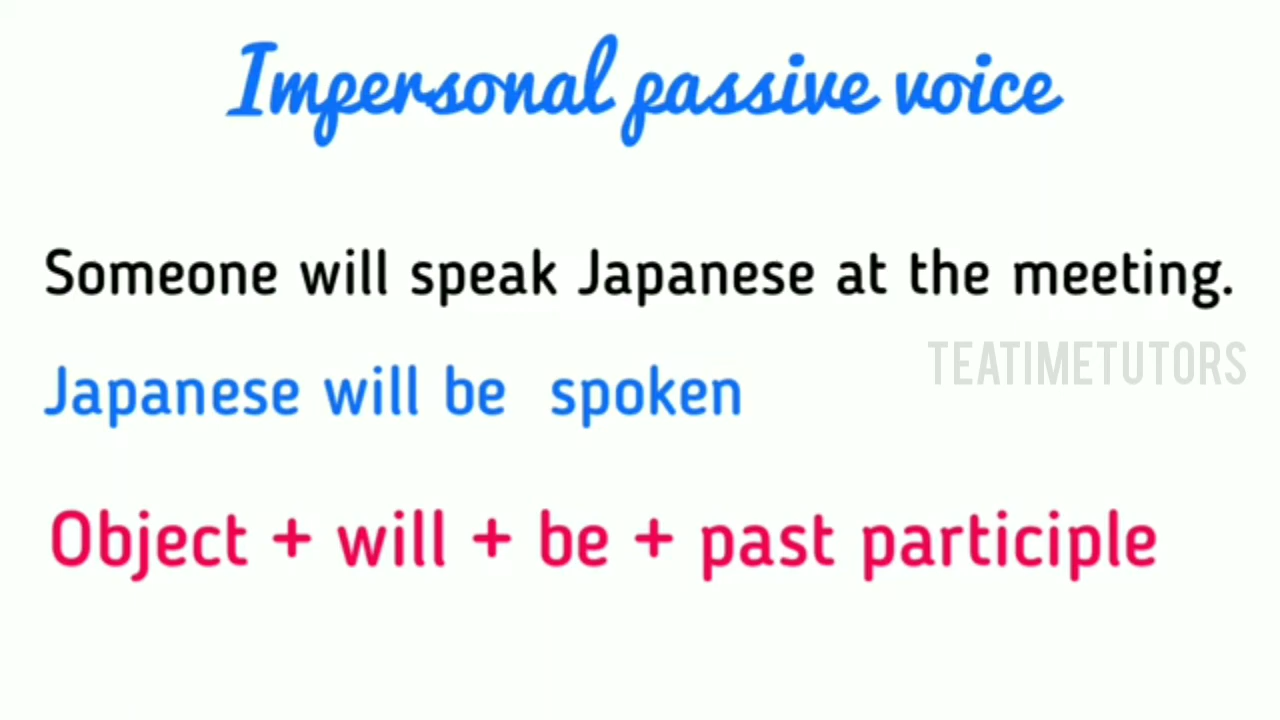 Impersonal passive voice
Someone will speak Japanese at the meeting.
TEATIMETUTORS
Japanese will be spoken
Object + will + be + past participle